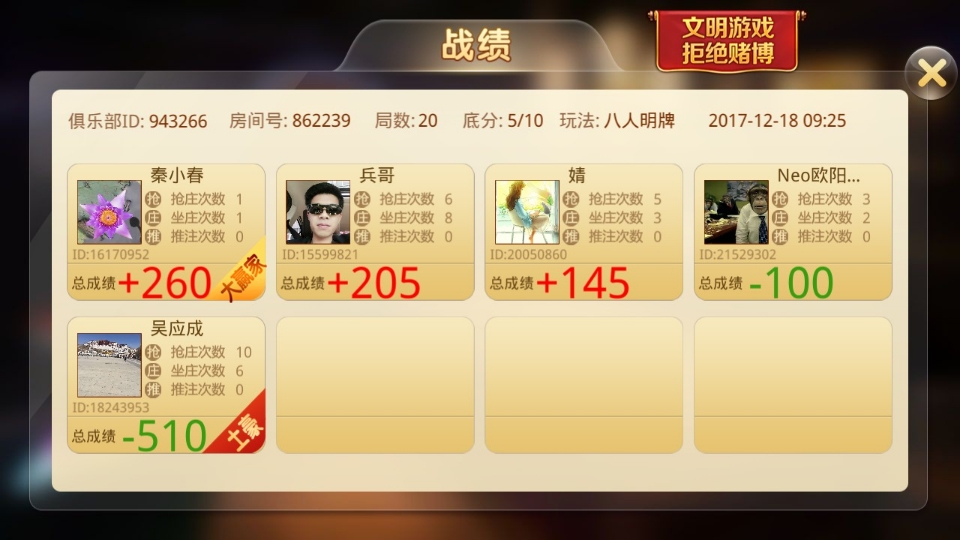 战绩
文明游戏
拒绝赌博
俱乐部ID: 943266 房间号: 862239 局数: 20 底分: 5/10 玩法: 八人明牌 2017-12-18 09:25
秦小春
抢 抢庄次数 1
庄 坐庄次数 1
推 推注次数 0
ID:16170952
总成绩 +260
大赢家
兵哥
抢 抢庄次数 6
庄 坐庄次数 8
推 推注次数 0
ID:15599821
总成绩 +205
婧
抢 抢庄次数 5
庄 坐庄次数 3
推 推注次数 0
ID:20050860
总成绩 +145
Neo欧阳...
抢 抢庄次数 3
庄 坐庄次数 2
推 推注次数 0
ID:21529302
总成绩 -100
吴应成
抢 抢庄次数 10
庄 坐庄次数 6
推 推注次数 0
ID:18243953
总成绩 -510
土豪